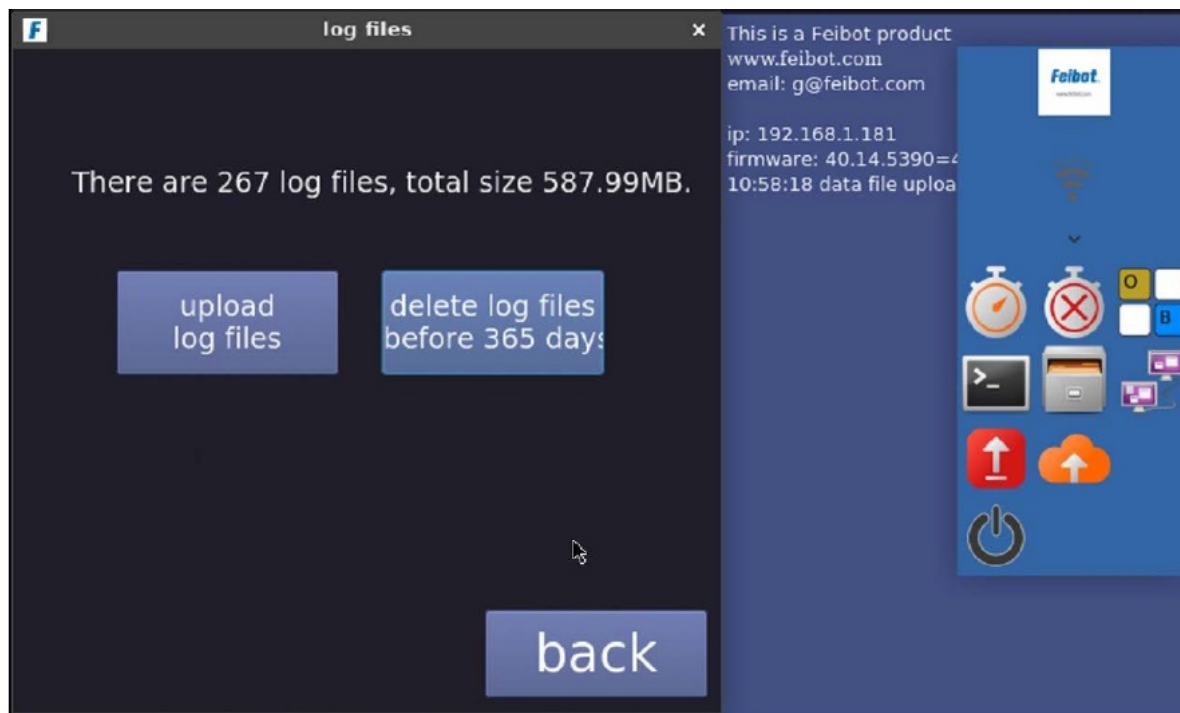 log files
There are 267 log files, total size 587.99MB.
upload
log files
delete log files
before 365 days
back
This is a Feibot product
www.feibot.com
email: g@feibot.com
ip: 192.168.1.181
firmware: 40.14.5390=4
10:58:18 data file uploa
Feibot
O
B